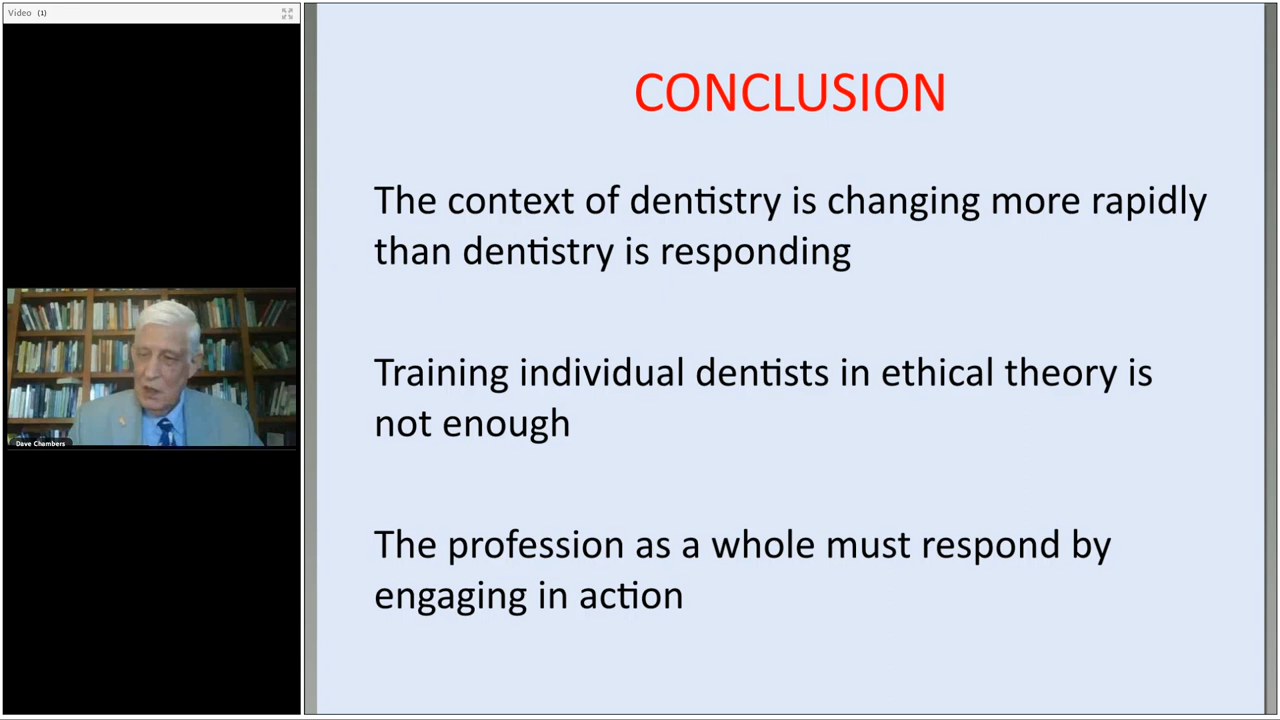 Video (1)
CONCLUSION
The context of dentistry is changing more rapidly
than dentistry is responding
Training individual dentists in ethical theory is
not enough
The profession as a whole must respond by
engaging in action
Dave Chambers